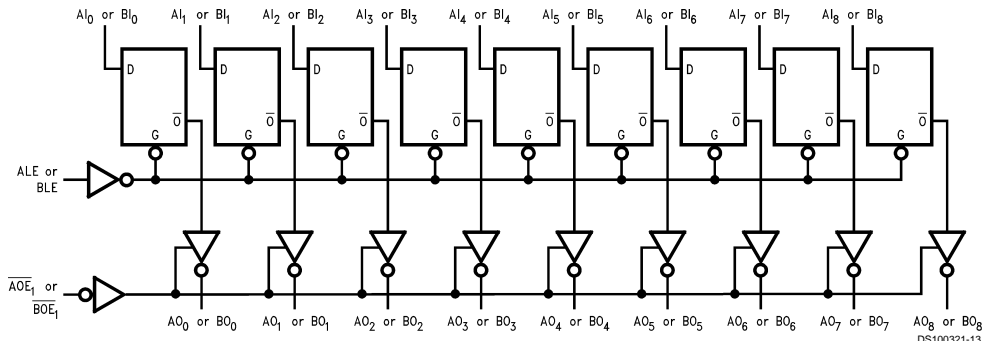 AI₀ or BI₀ AI₁ or BI₁ AI₂ or BI₂ AI₃ or BI₃ AI₄ or BI₄ AI₅ or BI₅ AI₆ or BI₆ AI₇ or BI₇ AI₈ or BI₈
D D D D D D D D D
O̅ O̅ O̅ O̅ O̅ O̅ O̅ O̅ O̅
G G G G G G G G G
ALE or
BLE
A̅O̅E̅₁ or
B̅O̅E̅₁
AO₀ or BO₀ AO₁ or BO₁ AO₂ or BO₂ AO₃ or BO₃ AO₄ or BO₄ AO₅ or BO₅ AO₆ or BO₆ AO₇ or BO₇ AO₈ or BO₈
DS100321-13